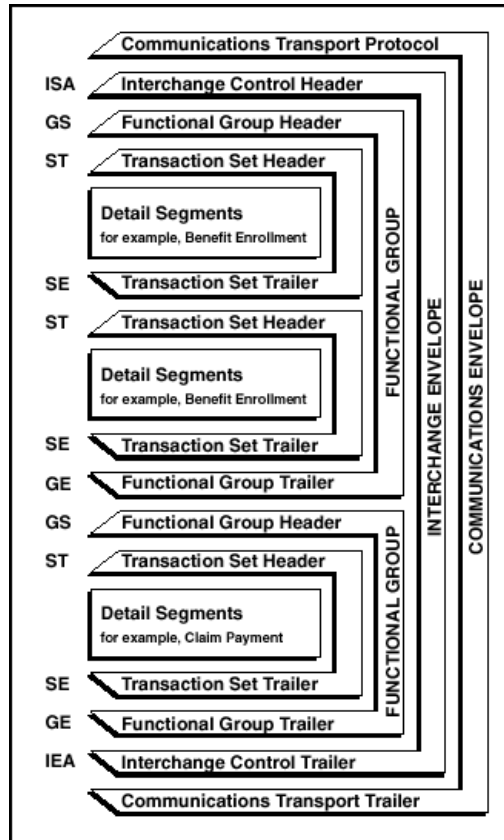 Communications Transport Protocol
ISA Interchange Control Header
GS Functional Group Header
ST Transaction Set Header
Detail Segments
for example, Benefit Enrollment
SE Transaction Set Trailer
ST Transaction Set Header
Detail Segments
for example, Benefit Enrollment
SE Transaction Set Trailer
GE Functional Group Trailer
FUNCTIONAL GROUP
GS Functional Group Header
ST Transaction Set Header
Detail Segments
for example, Claim Payment
SE Transaction Set Trailer
GE Functional Group Trailer
FUNCTIONAL GROUP
IEA Interchange Control Trailer
INTERCHANGE ENVELOPE
Communications Transport Trailer
COMMUNICATIONS ENVELOPE